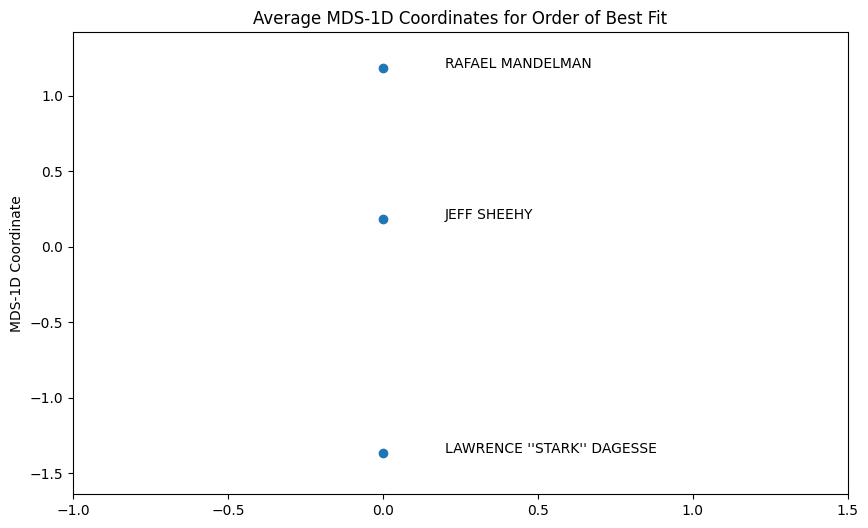 Average MDS-1D Coordinates for Order of Best Fit
RAFAEL MANDELMAN
1.0
0.5
JEFF SHEEHY
0.0
MDS-1D Coordinate
−0.5
−1.0
LAWRENCE ''STARK'' DAGESSE
−1.5
−1.0 −0.5 0.0 0.5 1.0 1.5